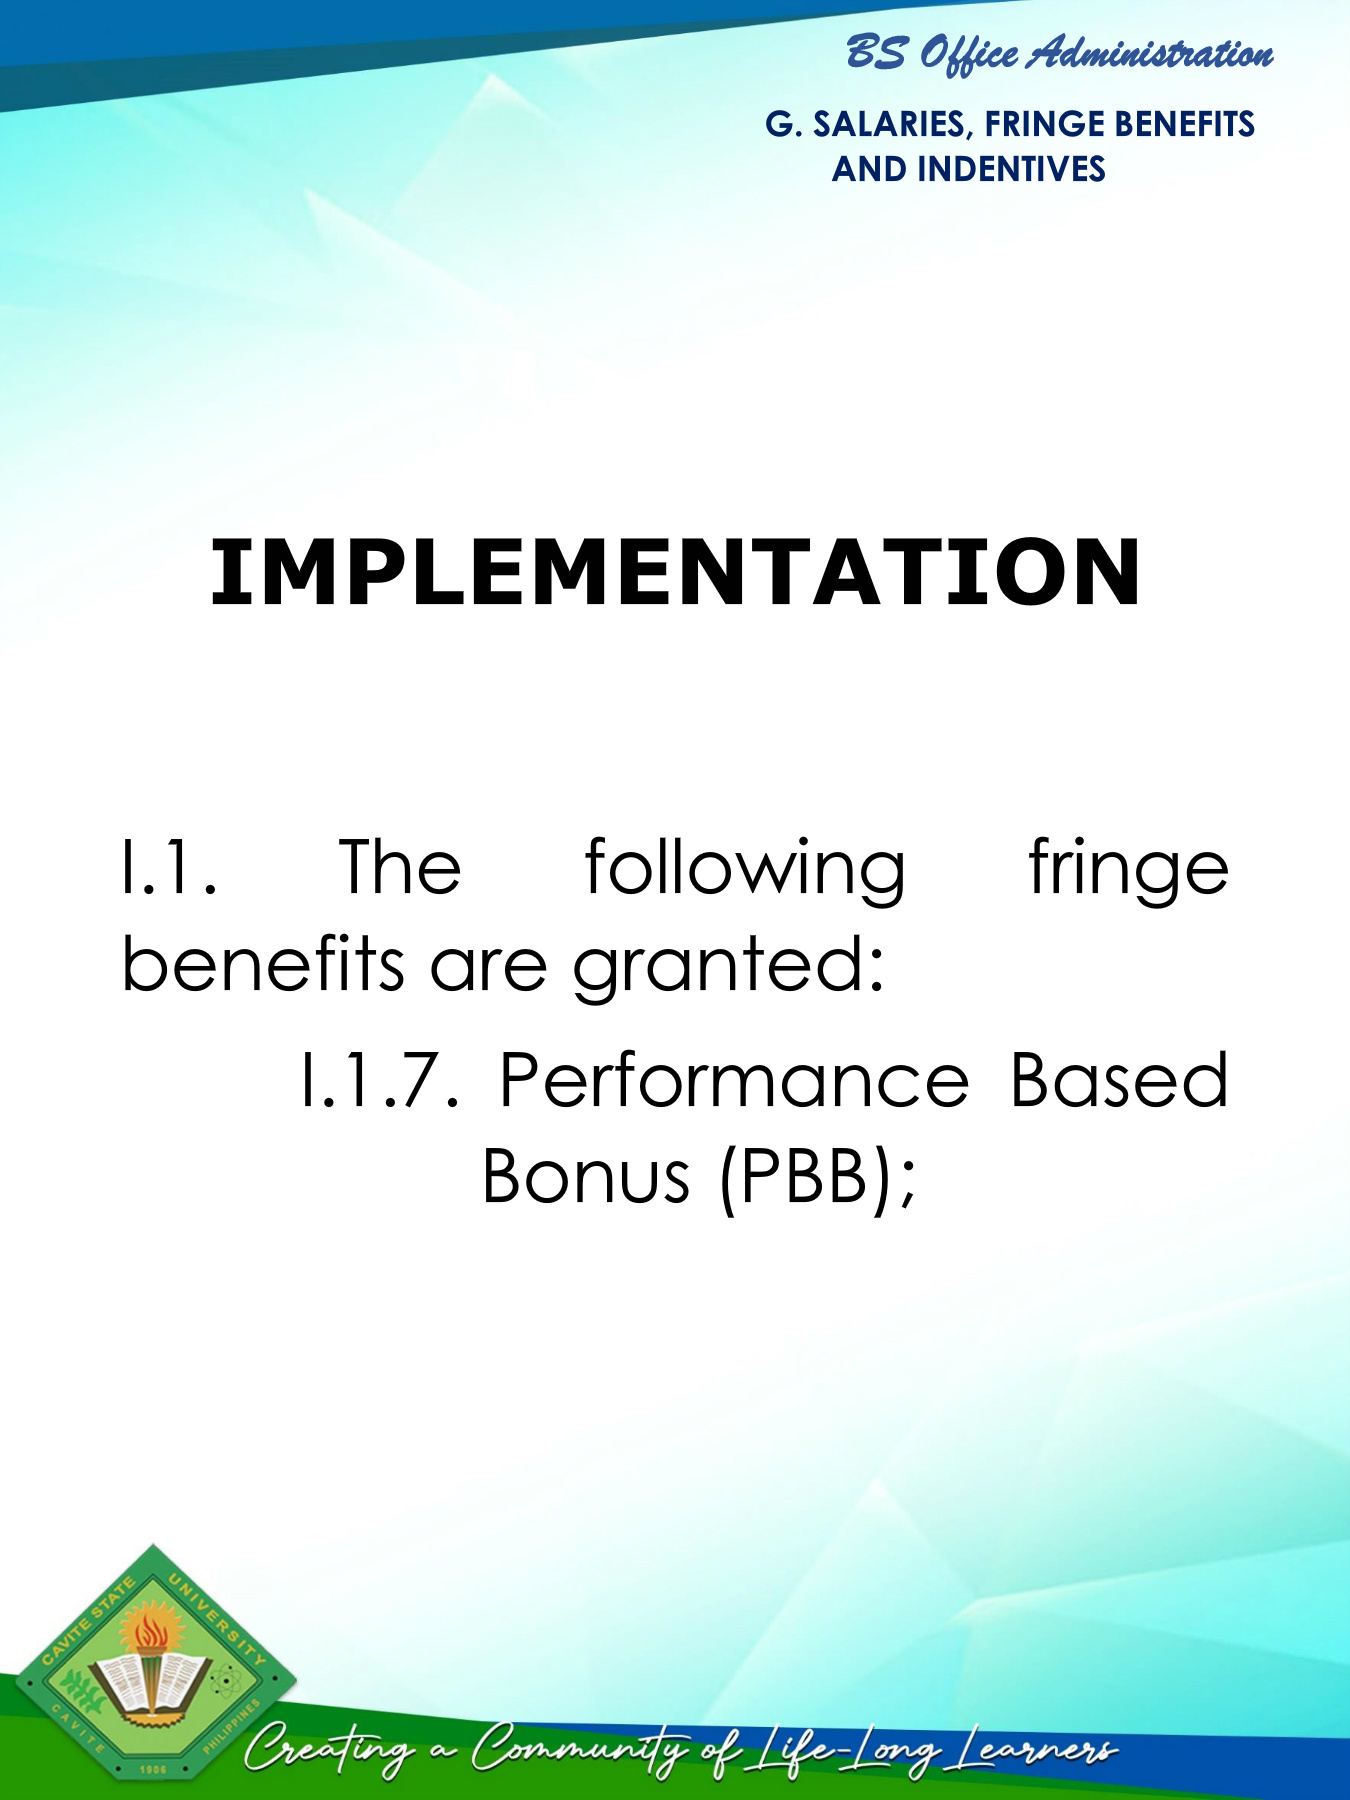 BS Office Administration
G. SALARIES, FRINGE BENEFITS
AND INDENTIVES
IMPLEMENTATION
I.1. The following fringe
benefits are granted:
I.1.7. Performance Based
Bonus (PBB);
CAVITE STATE UNIVERSITY
CAVITE PHILIPPINES
1906
Creating a Community of Life-Long Learners